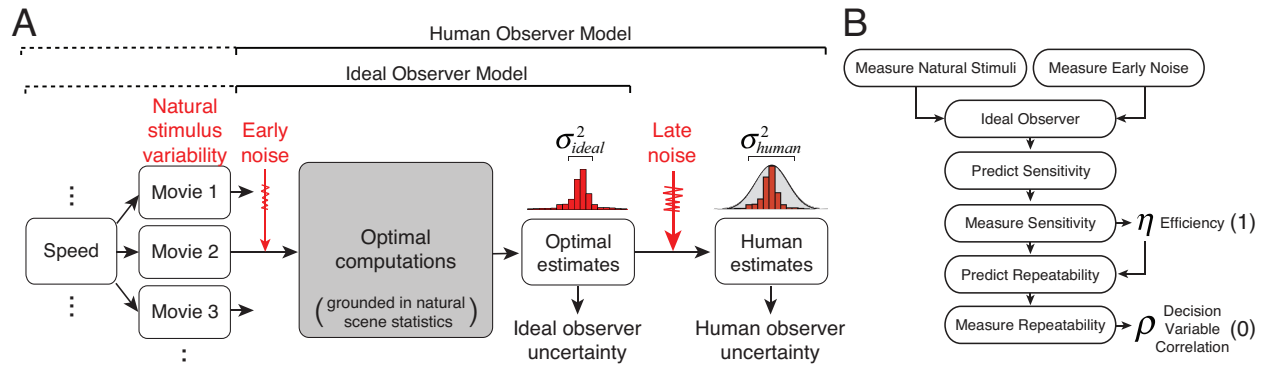 A
Human Observer Model
Ideal Observer Model
Natural
stimulus
variability
Early
noise
Late
noise
σ²ideal
σ²human
Speed
Movie 1
Movie 2
Movie 3
Optimal
computations
(grounded in natural
scene statistics)
Optimal
estimates
Human
estimates
Ideal observer
uncertainty
Human observer
uncertainty
B
Measure Natural Stimuli
Measure Early Noise
Ideal Observer
Predict Sensitivity
Measure Sensitivity
η Efficiency (1)
Predict Repeatability
Measure Repeatability
ρ Decision
Variable (0)
Correlation